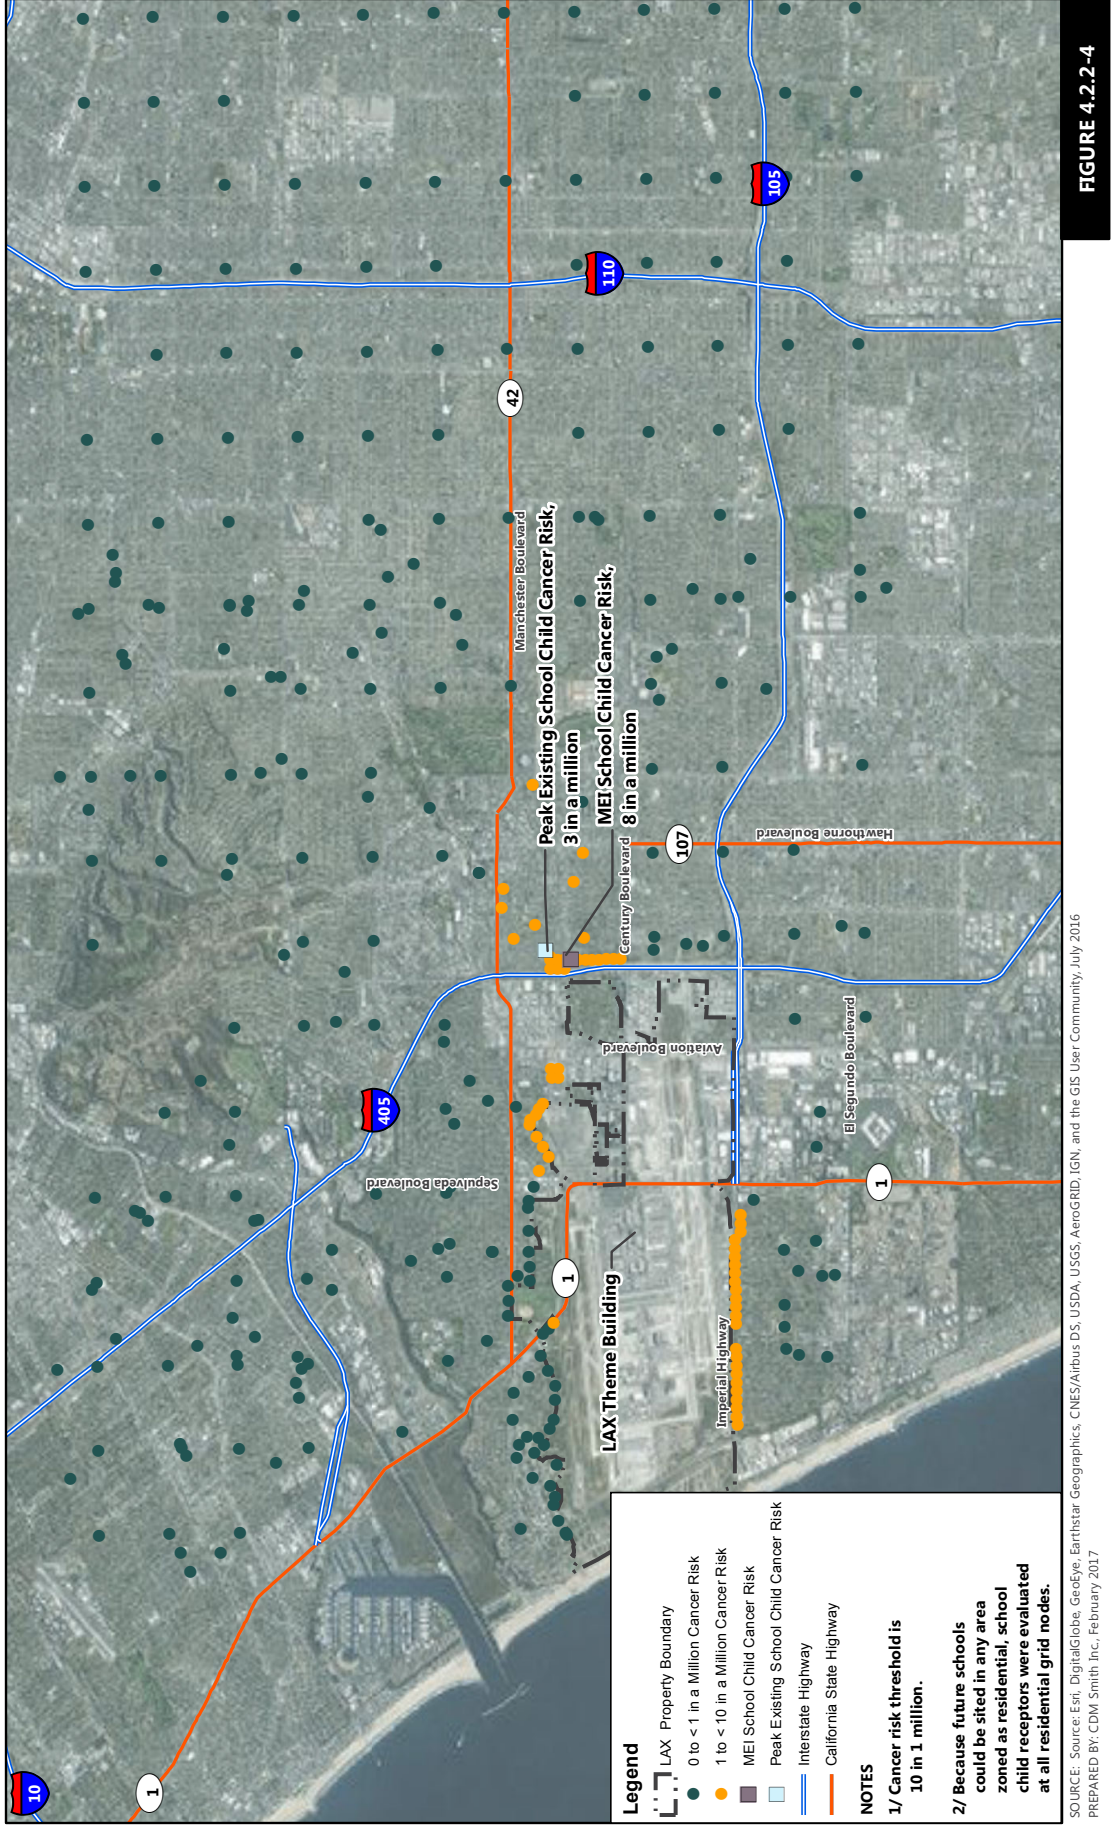 10
1
405
110
105
42
Manchester Boulevard
Peak Existing School Child Cancer Risk,
3 in a million
MEI School Child Cancer Risk,
8 in a million
Century Boulevard
107
Hawthorne Boulevard
Sepulveda Boulevard
Aviation Boulevard
1
LAX Theme Building
Imperial Highway
El Segundo Boulevard
1
Legend
LAX Property Boundary
0 to < 1 in a Million Cancer Risk
1 to < 10 in a Million Cancer Risk
MEI School Child Cancer Risk
Peak Existing School Child Cancer Risk
Interstate Highway
California State Highway
NOTES
1/ Cancer risk threshold is
10 in 1 million.
2/ Because future schools
could be sited in any area
zoned as residential, school
child receptors were evaluated
at all residential grid nodes.
SOURCE: Source: Esri, DigitalGlobe, GeoEye, Earthstar Geographics, CNES/Airbus DS, USDA, USGS, AeroGRID, IGN, and the GIS User Community, July 2016
PREPARED BY: CDM Smith Inc., February 2017
FIGURE 4.2.2-4